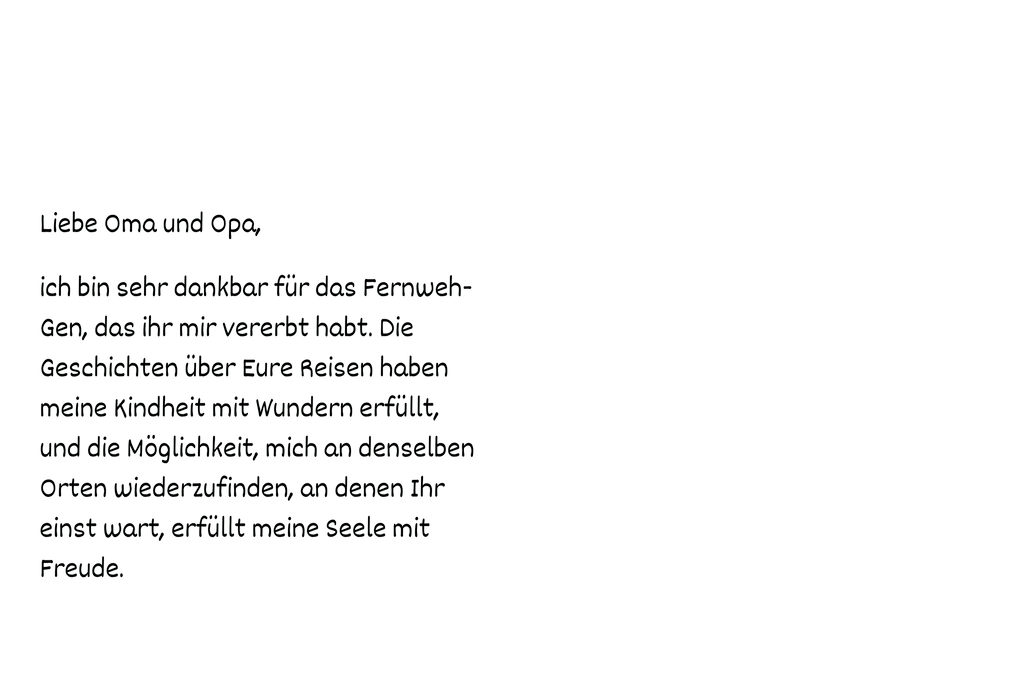 Liebe Oma und Opa,
ich bin sehr dankbar für das Fernweh-
Gen, das ihr mir vererbt habt. Die
Geschichten über Eure Reisen haben
meine Kindheit mit Wundern erfüllt,
und die Möglichkeit, mich an denselben
Orten wiederzufinden, an denen Ihr
einst wart, erfüllt meine Seele mit
Freude.